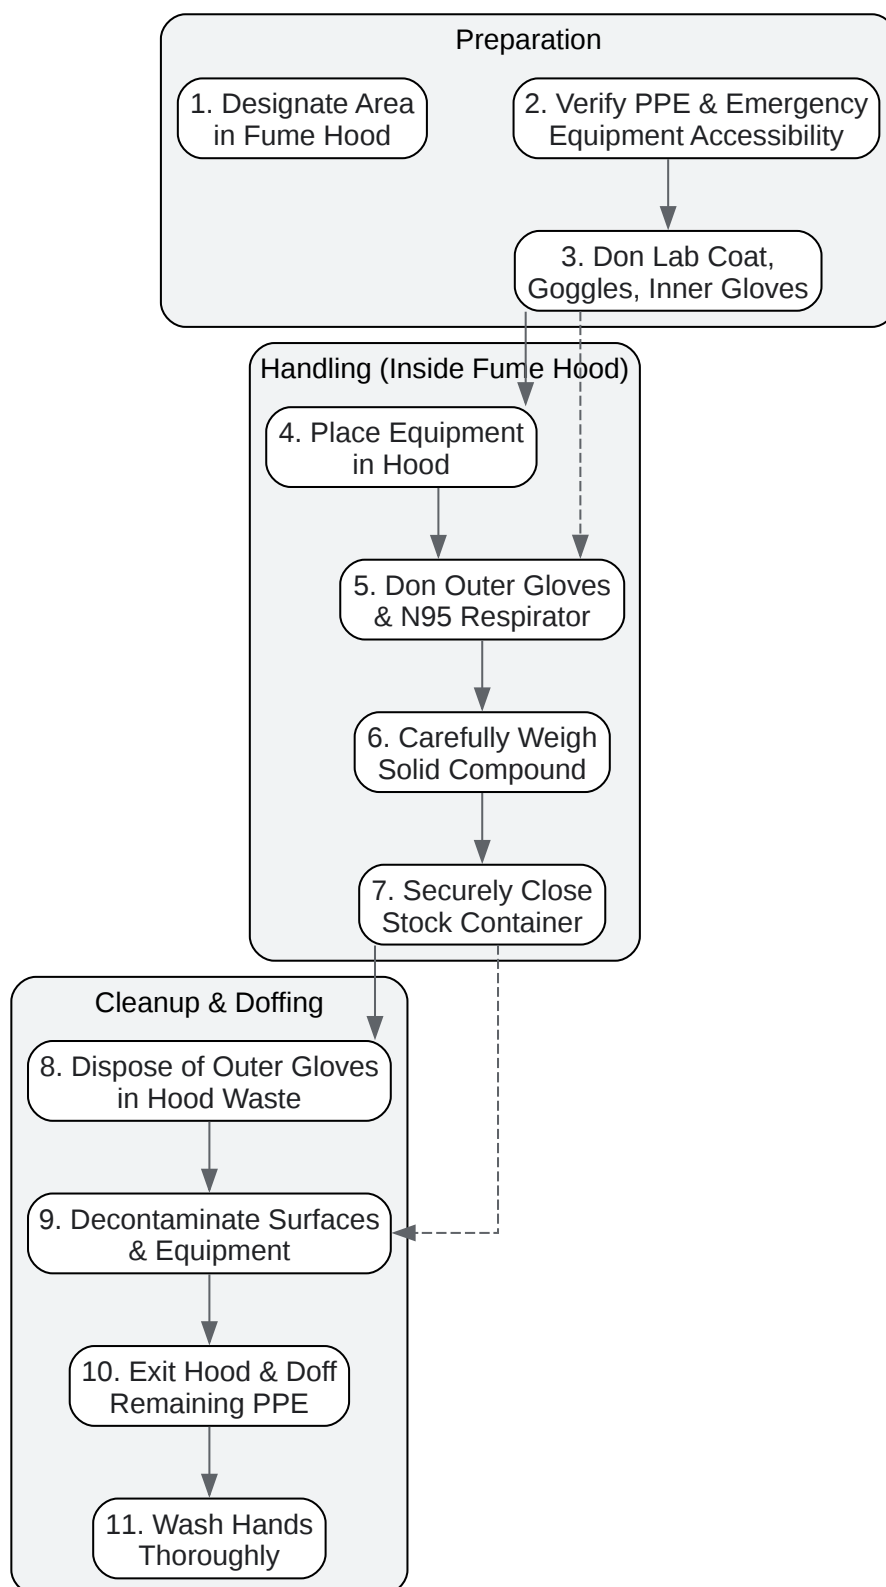 Preparation
1. Designate Area
in Fume Hood
2. Verify PPE & Emergency
Equipment Accessibility
3. Don Lab Coat,
Goggles, Inner Gloves
Handling (Inside Fume Hood)
4. Place Equipment
in Hood
5. Don Outer Gloves
& N95 Respirator
6. Carefully Weigh
Solid Compound
7. Securely Close
Stock Container
Cleanup & Doffing
8. Dispose of Outer Gloves
in Hood Waste
9. Decontaminate Surfaces
& Equipment
10. Exit Hood & Doff
Remaining PPE
11. Wash Hands
Thoroughly